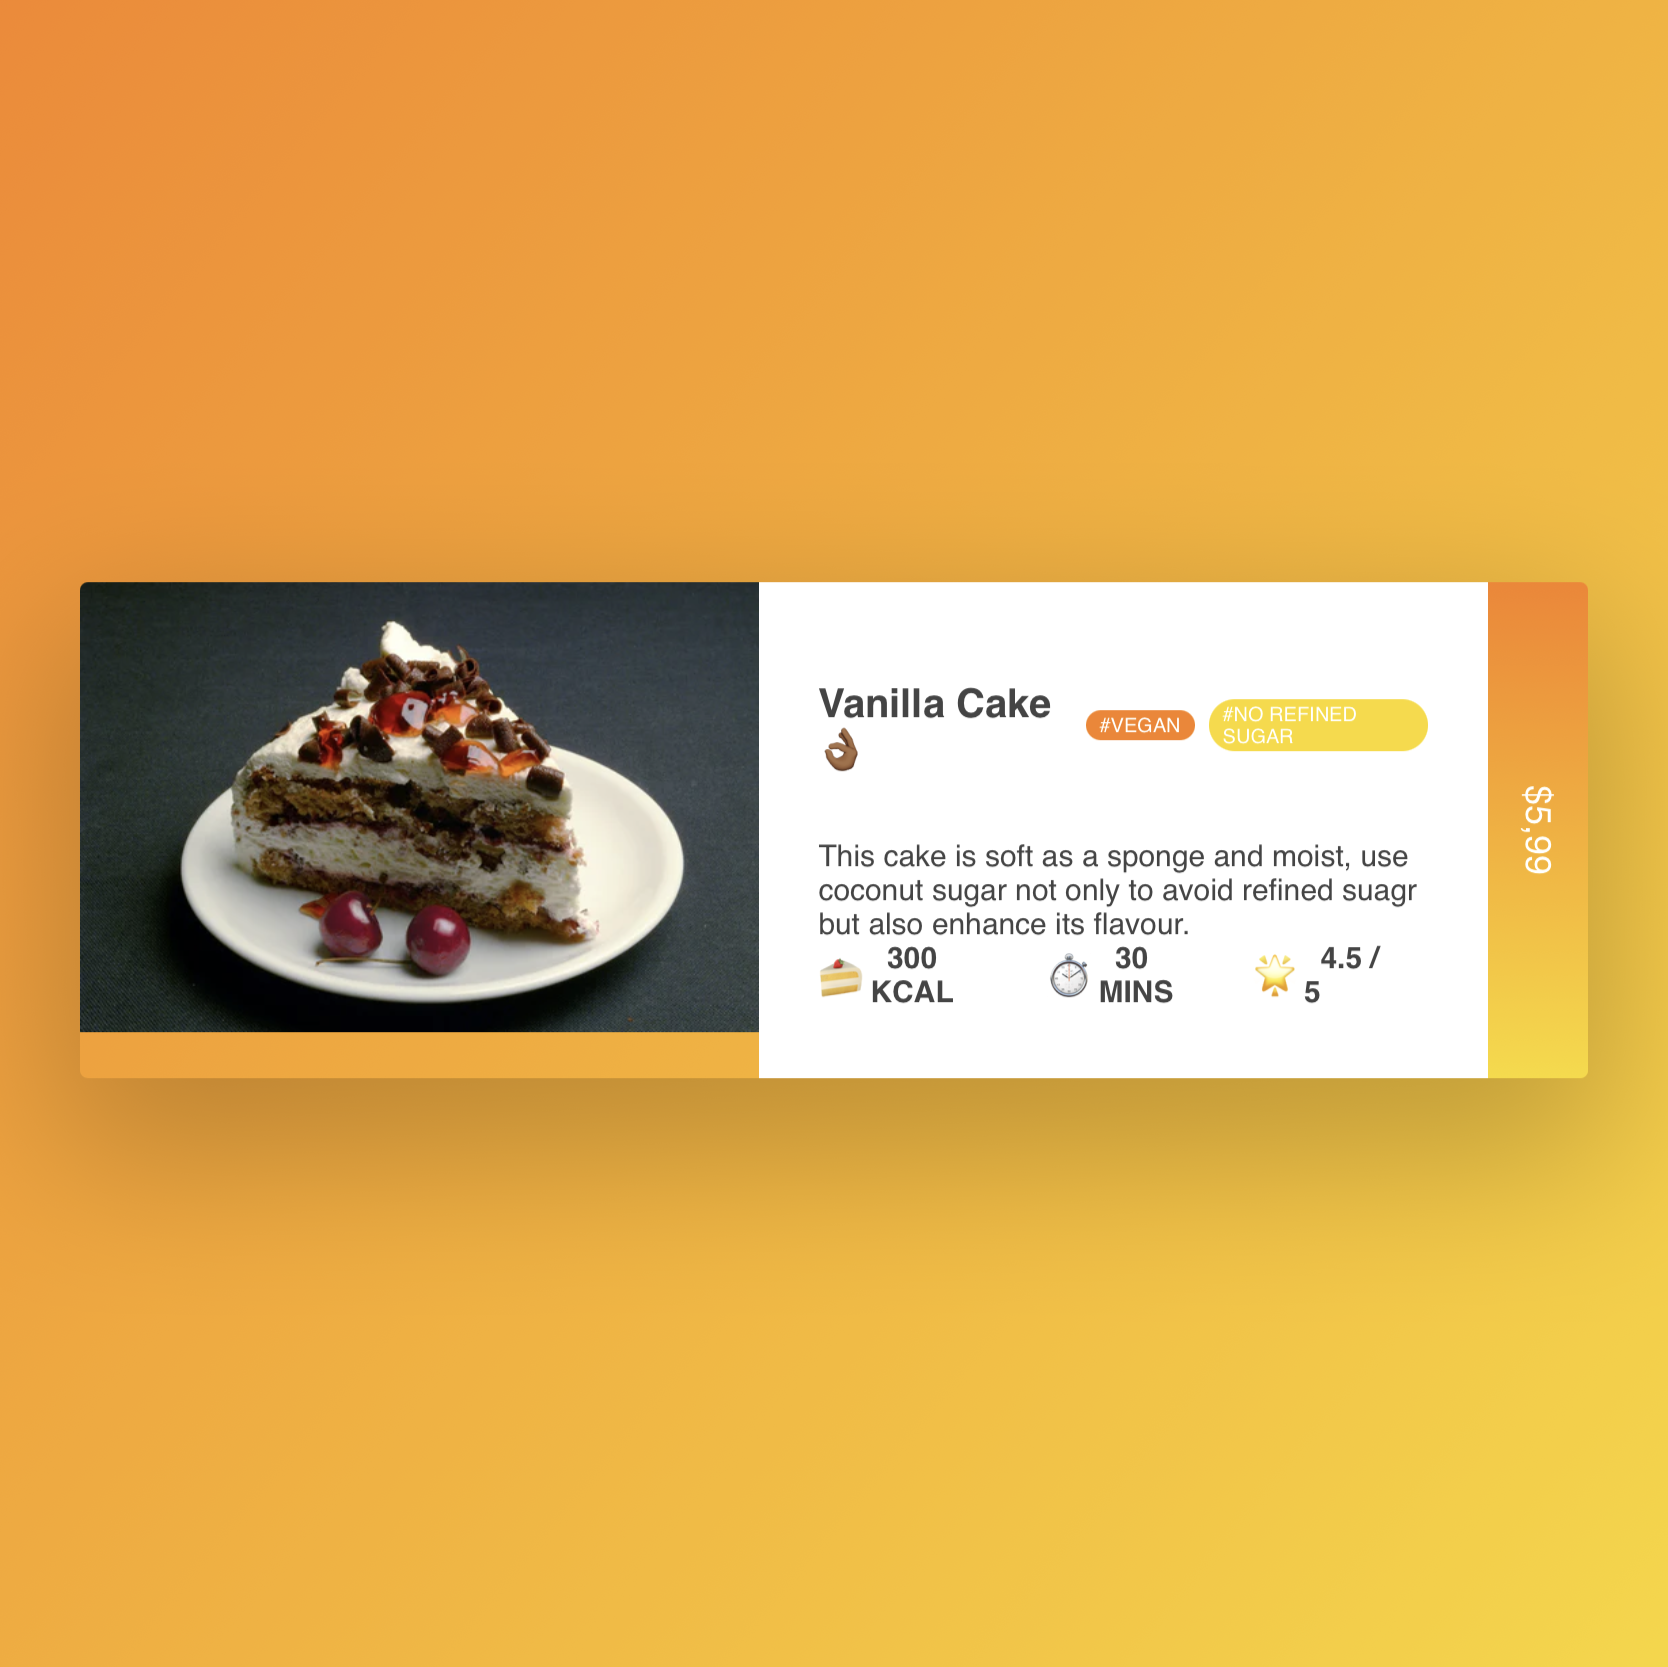 Vanilla Cake
👌🏾
#VEGAN
#NO REFINED
SUGAR
This cake is soft as a sponge and moist, use
coconut sugar not only to avoid refined suagr
but also enhance its flavour.
300
KCAL
30
MINS
4.5 /
5
$5,99